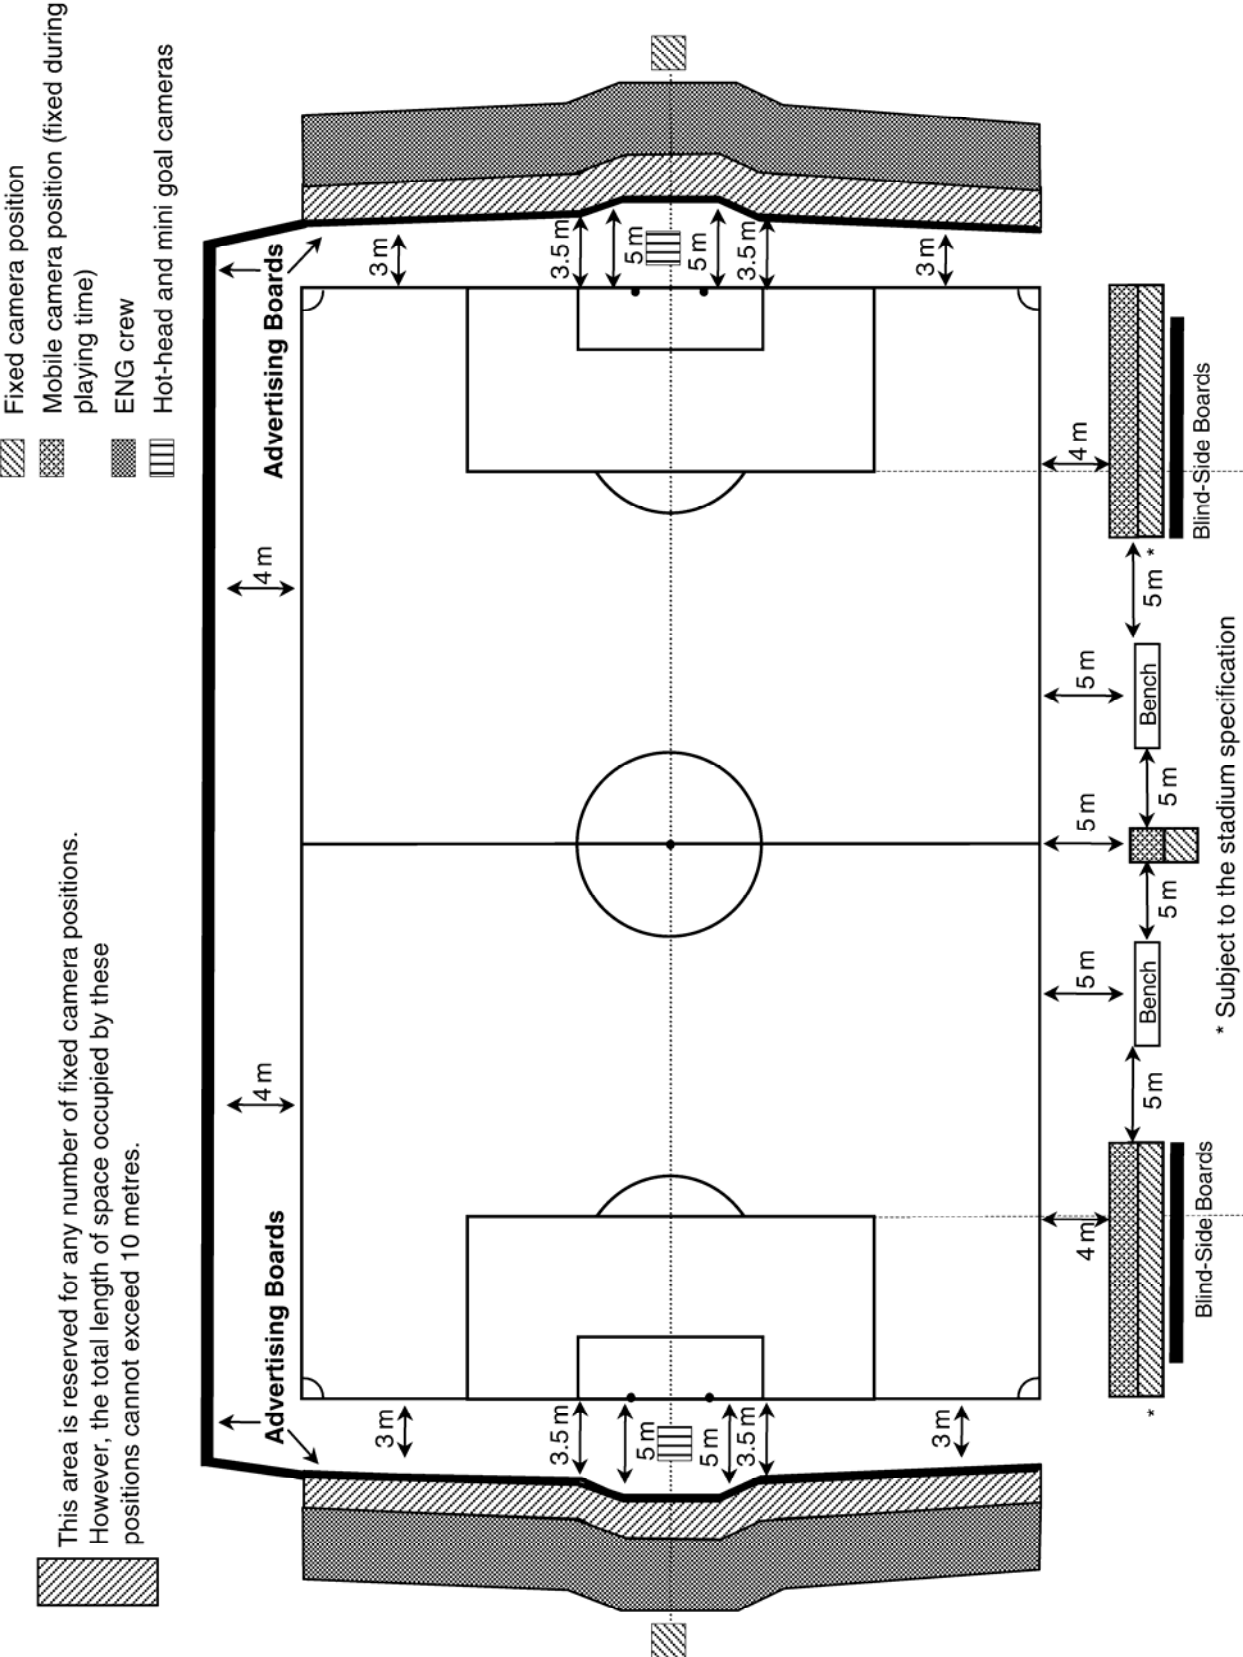 This area is reserved for any number of fixed camera positions.
However, the total length of space occupied by these
positions cannot exceed 10 metres.
Fixed camera position
Mobile camera position (fixed during
playing time)
ENG crew
Hot-head and mini goal cameras
4 m
4 m
Advertising Boards
Advertising Boards
3 m
3.5 m
5 m
5 m
3.5 m
3 m
3 m
3.5 m
5 m
5 m
3.5 m
3 m
4 m
5 m
5 m
5 m
4 m
Bench
Bench
*
5 m
5 m
5 m
5 m *
Blind-Side Boards
Blind-Side Boards
* Subject to the stadium specification